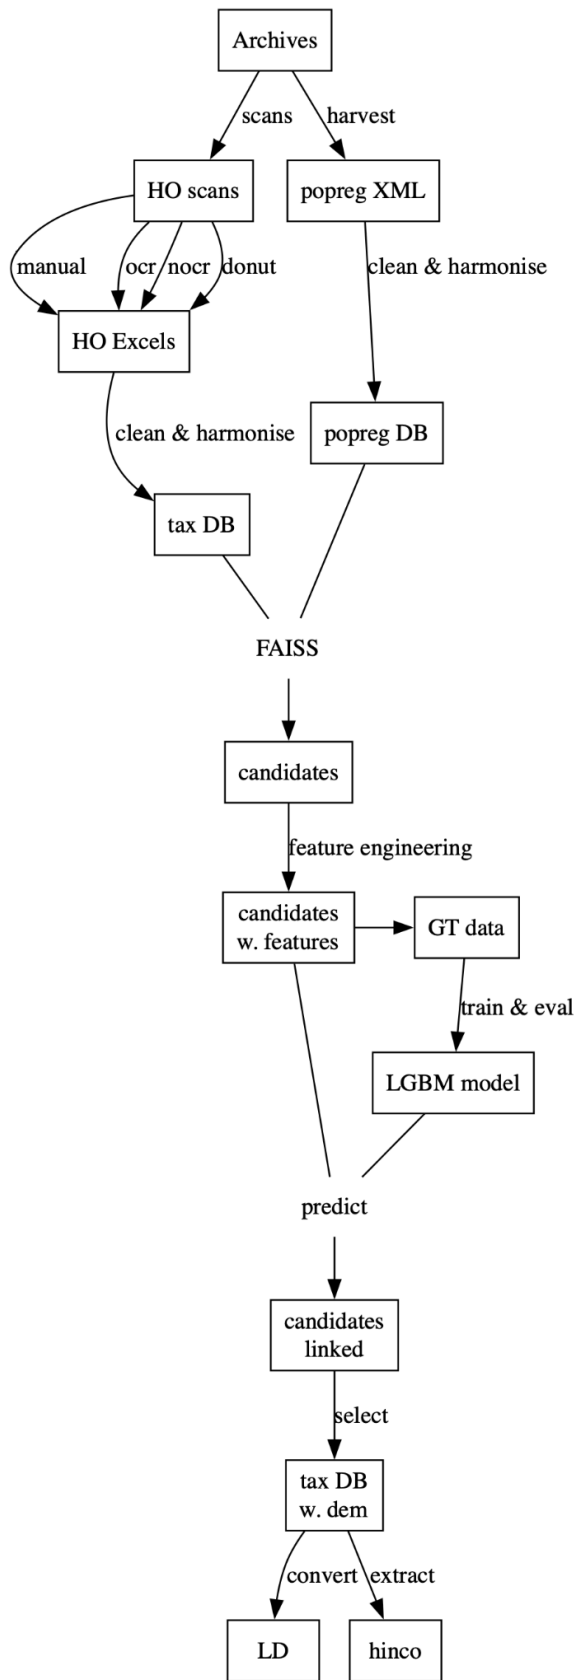 Archives
scans
harvest
HO scans
popreg XML
manual
ocr
nocr
donut
clean & harmonise
HO Excels
popreg DB
clean & harmonise
tax DB
FAISS
candidates
feature engineering
candidates
w. features
GT data
train & eval
LGBM model
predict
candidates
linked
select
tax DB
w. dem
convert
extract
LD
hinco